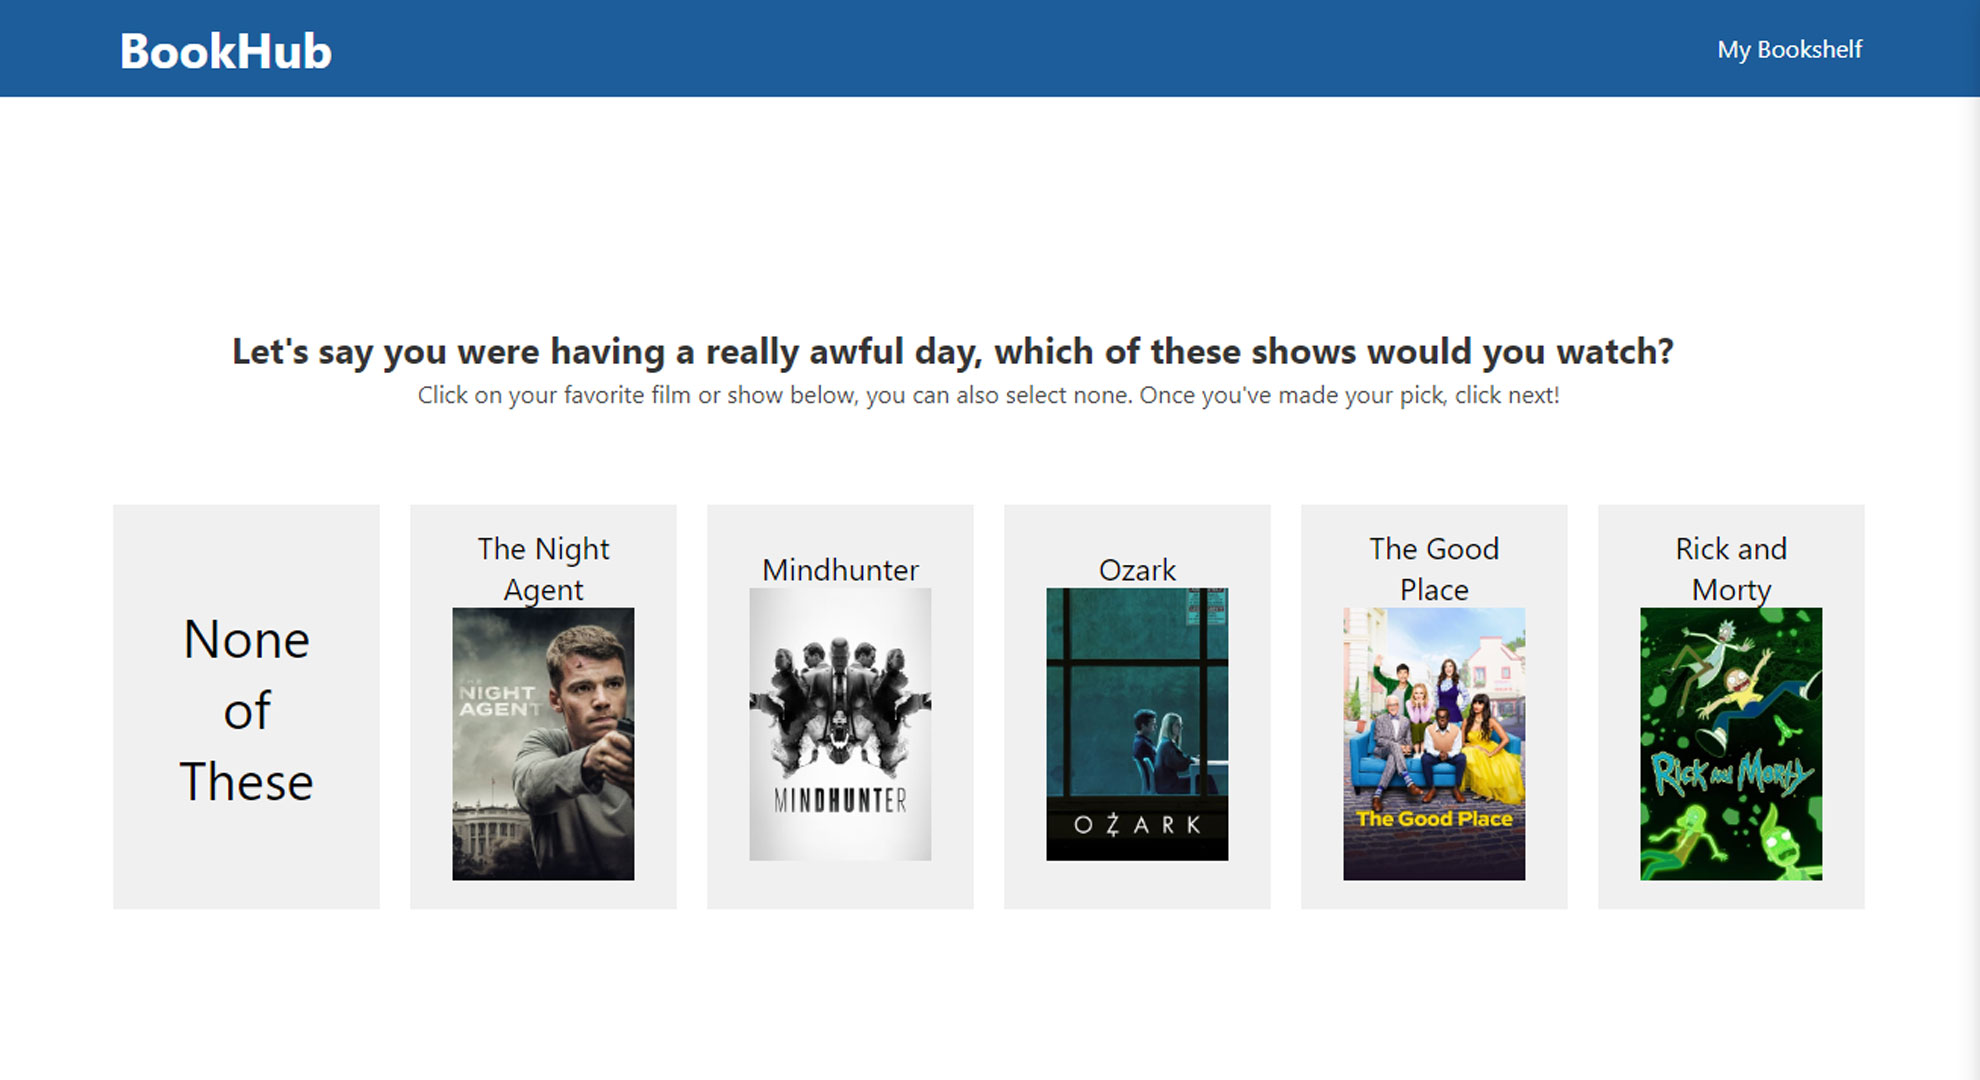 BookHub
My Bookshelf
Let's say you were having a really awful day, which of these shows would you watch?
Click on your favorite film or show below, you can also select none. Once you've made your pick, click next!
None
of
These
The Night
Agent
THE
NIGHT
AGENT
Mindhunter
MINDHUNTER
Ozark
OZARK
The Good
Place
The Good Place
Rick and
Morty
Rick and Morty